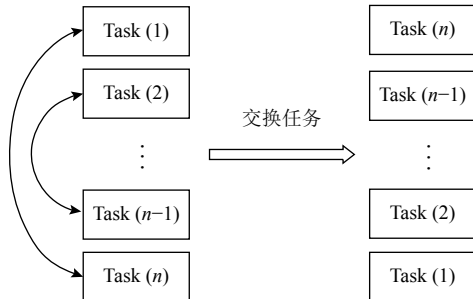 Task (1)
Task (2)
⋮
Task (n−1)
Task (n)
交换任务
Task (n)
Task (n−1)
⋮
Task (2)
Task (1)